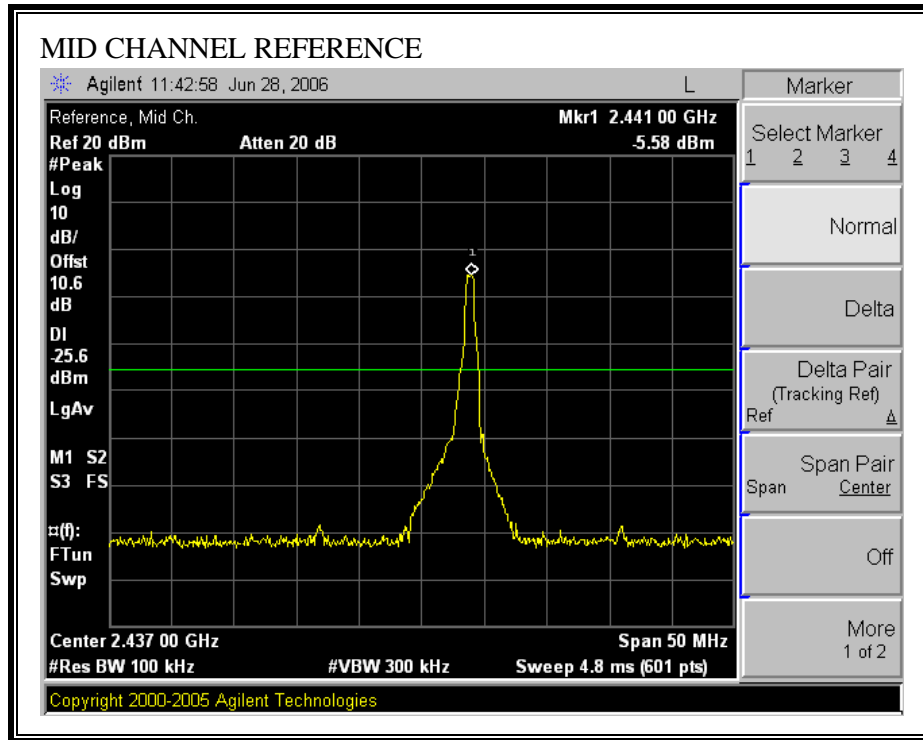 MID CHANNEL REFERENCE
Agilent 11:42:58 Jun 28, 2006 L
Reference, Mid Ch. Mkr1 2.441 00 GHz
Ref 20 dBm Atten 20 dB -5.58 dBm
#Peak
Log
10
dB/
Offst
10.6
dB
DI
-25.6
dBm
LgAv
M1 S2
S3 FS
¤(f):
FTun
Swp
1
Center 2.437 00 GHz Span 50 MHz
#Res BW 100 kHz #VBW 300 kHz Sweep 4.8 ms (601 pts)
Copyright 2000-2005 Agilent Technologies
Marker
Select Marker
1 2 3 4
Normal
Delta
Delta Pair
(Tracking Ref)
Ref Δ
Span Pair
Span Center
Off
More
1 of 2